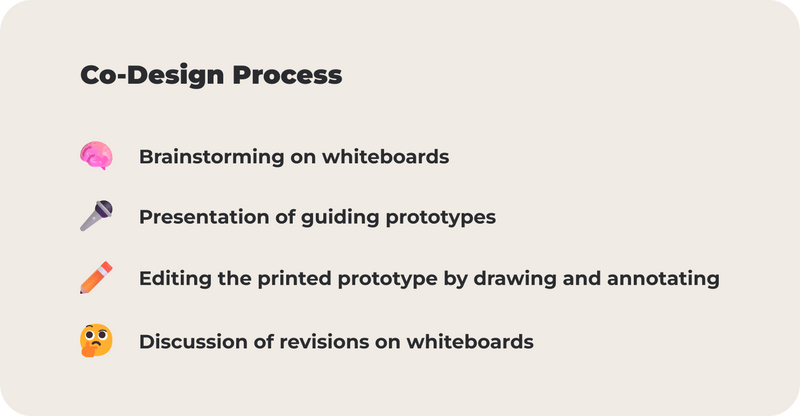 Co-Design Process
Brainstorming on whiteboards
Presentation of guiding prototypes
Editing the printed prototype by drawing and annotating
Discussion of revisions on whiteboards